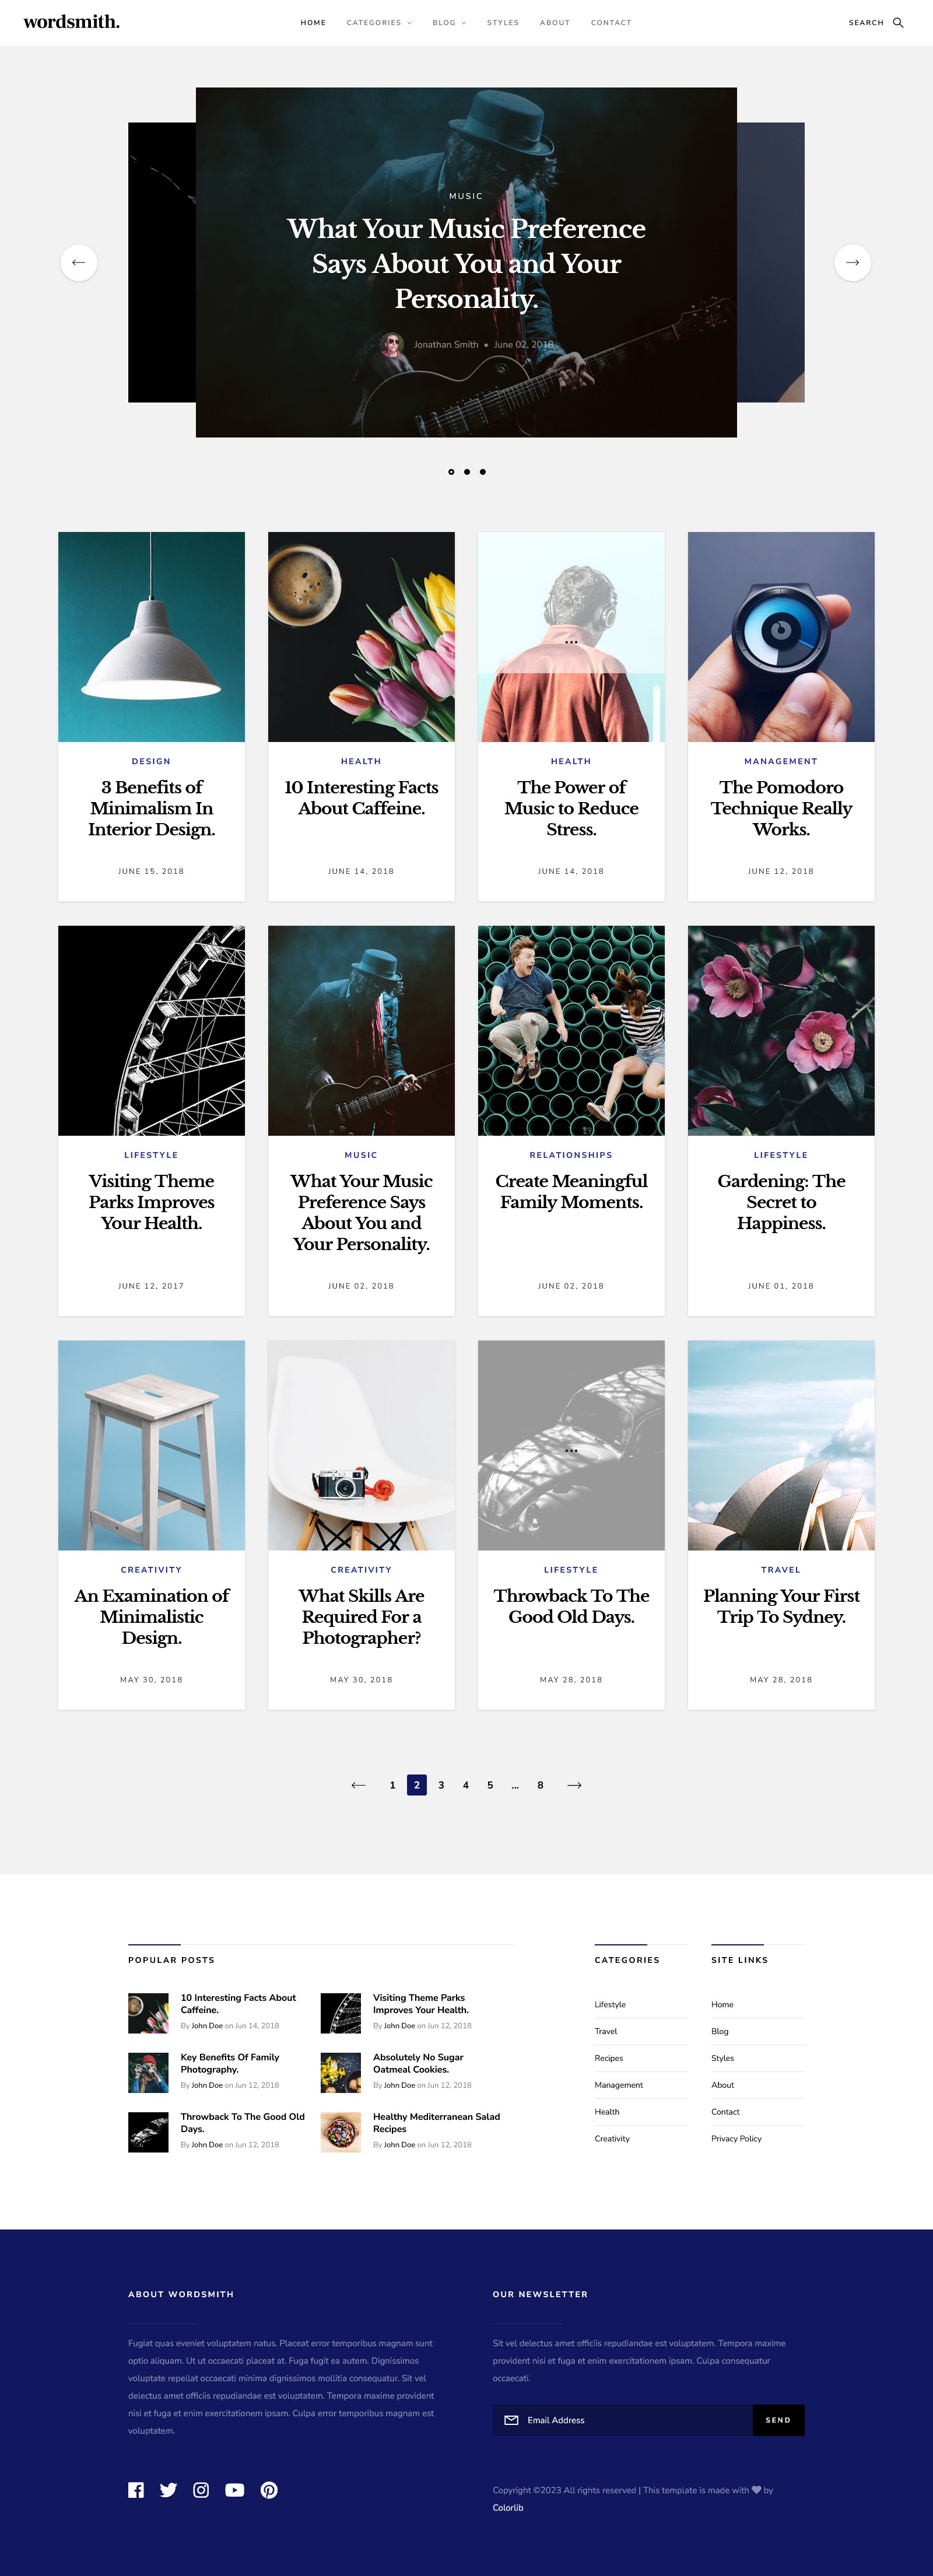 wordsmith.
HOME CATEGORIES BLOG STYLES ABOUT CONTACT
SEARCH
MUSIC
What Your Music Preference
Says About You and Your
Personality.
Jonathan Smith • June 02, 2018
DESIGN
3 Benefits of
Minimalism In
Interior Design.
JUNE 15, 2018
HEALTH
10 Interesting Facts
About Caffeine.
JUNE 14, 2018
HEALTH
The Power of
Music to Reduce
Stress.
JUNE 14, 2018
MANAGEMENT
The Pomodoro
Technique Really
Works.
JUNE 12, 2018
LIFESTYLE
Visiting Theme
Parks Improves
Your Health.
JUNE 12, 2017
MUSIC
What Your Music
Preference Says
About You and
Your Personality.
JUNE 02, 2018
RELATIONSHIPS
Create Meaningful
Family Moments.
JUNE 02, 2018
LIFESTYLE
Gardening: The
Secret to
Happiness.
JUNE 01, 2018
CREATIVITY
An Examination of
Minimalistic
Design.
MAY 30, 2018
CREATIVITY
What Skills Are
Required For a
Photographer?
MAY 30, 2018
LIFESTYLE
Throwback To The
Good Old Days.
MAY 28, 2018
TRAVEL
Planning Your First
Trip To Sydney.
MAY 28, 2018
1 2 3 4 5 ... 8
POPULAR POSTS
10 Interesting Facts About
Caffeine.
By John Doe on Jun 14, 2018
Visiting Theme Parks
Improves Your Health.
By John Doe on Jun 12, 2018
Key Benefits Of Family
Photography.
By John Doe on Jun 12, 2018
Absolutely No Sugar
Oatmeal Cookies.
By John Doe on Jun 12, 2018
Throwback To The Good Old
Days.
By John Doe on Jun 12, 2018
Healthy Mediterranean Salad
Recipes
By John Doe on Jun 12, 2018
CATEGORIES
Lifestyle
Travel
Recipes
Management
Health
Creativity
SITE LINKS
Home
Blog
Styles
About
Contact
Privacy Policy
ABOUT WORDSMITH
Fugiat quas eveniet voluptatem natus. Placeat error temporibus magnam sunt
optio aliquam. Ut ut occaecati placeat at. Fuga fugit ea autem. Dignissimos
voluptate repellat occaecati minima dignissimos mollitia consequatur. Sit vel
delectus amet officiis repudiandae est voluptatem. Tempora maxime provident
nisi et fuga et enim exercitationem ipsam. Culpa error temporibus magnam est
voluptatem.
OUR NEWSLETTER
Sit vel delectus amet officiis repudiandae est voluptatem. Tempora maxime
provident nisi et fuga et enim exercitationem ipsam. Culpa consequatur
occaecati.
Email Address
SEND
Copyright ©2023 All rights reserved | This template is made with ♥ by
Colorlib